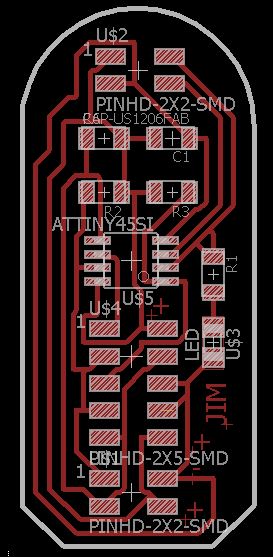 U$2
1
PINHD-2X2-SMD
CAP-US1206FAB
C1
R2
R3
ATTINY45SI
R1
U$5
U$4
1
LED
U$3
JIM
PINHD-2X5-SMD
1
PINHD-2X2-SMD